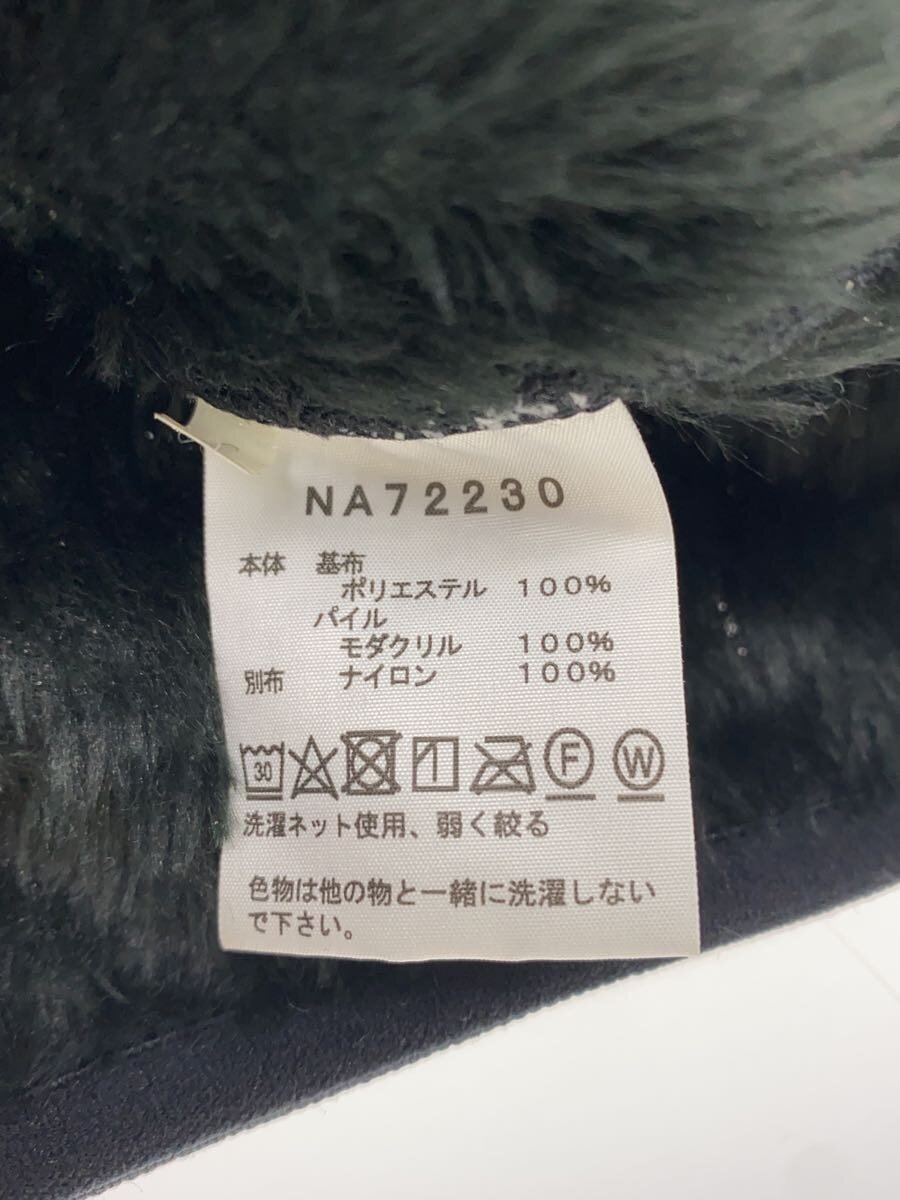 NA72230
本体 基布
ポリエステル 100%
パイル
モダクリル 100%
別布 ナイロン 100%
30 F W
洗濯ネット使用、弱く絞る
色物は他の物と一緒に洗濯しない
で下さい。